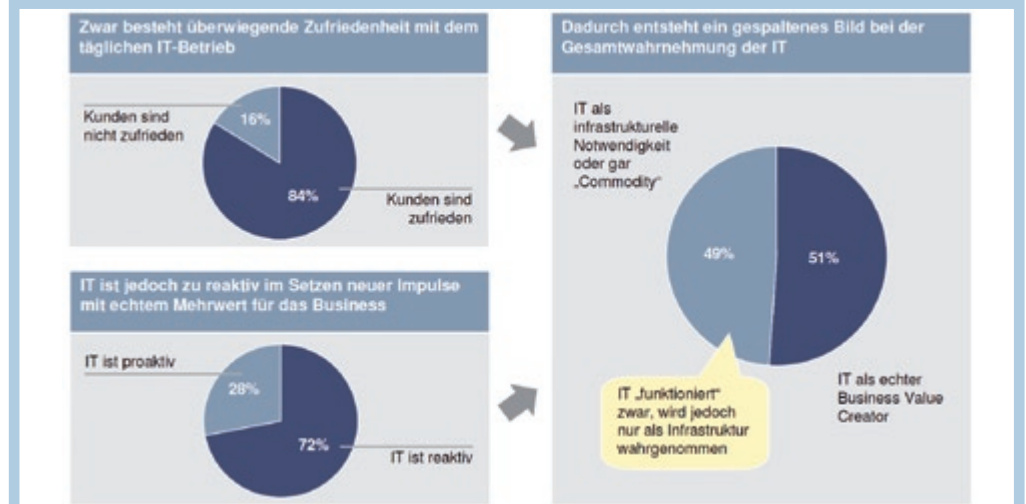 Zwar besteht überwiegende Zufriedenheit mit dem
täglichen IT-Betrieb
Kunden sind
nicht zufrieden
16%
84%
Kunden sind
zufrieden
IT ist jedoch zu reaktiv im Setzen neuer Impulse
mit echtem Mehrwert für das Business
IT ist proaktiv
28%
72%
IT ist reaktiv
Dadurch entsteht ein gespaltenes Bild bei der
Gesamtwahrnehmung der IT
IT als
infrastrukturelle
Notwendigkeit
oder gar
„Commodity“
49%
51%
IT „funktioniert“
zwar, wird jedoch
nur als Infrastruktur
wahrgenommen
IT als echter
Business Value
Creator